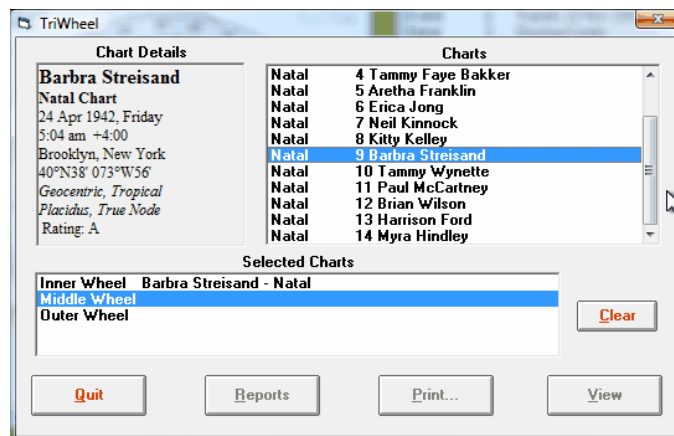 TriWheel
Chart Details
Barbra Streisand
Natal Chart
24 Apr 1942, Friday
5:04 am +4:00
Brooklyn, New York
40°N38' 073°W56'
Geocentric, Tropical
Placidus, True Node
Rating: A
Charts
Natal 4 Tammy Faye Bakker
Natal 5 Aretha Franklin
Natal 6 Erica Jong
Natal 7 Neil Kinnock
Natal 8 Kitty Kelley
Natal 9 Barbra Streisand
Natal 10 Tammy Wynette
Natal 11 Paul McCartney
Natal 12 Brian Wilson
Natal 13 Harrison Ford
Natal 14 Myra Hindley
Selected Charts
Inner Wheel Barbra Streisand - Natal
Middle Wheel
Outer Wheel
Clear
Quit
Reports
Print...
View